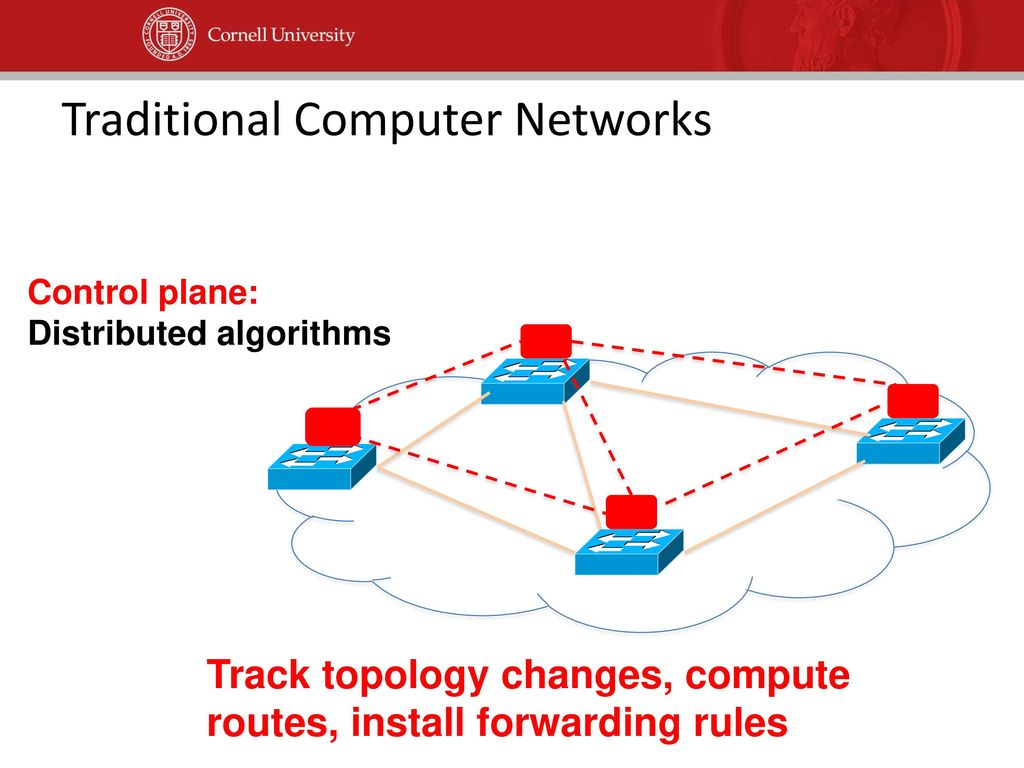 Cornell University
Traditional Computer Networks
Control plane:
Distributed algorithms
Track topology changes, compute
routes, install forwarding rules